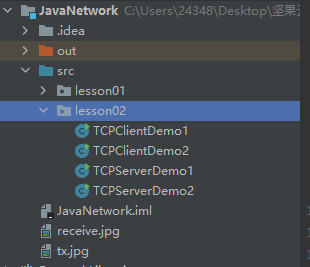 JavaNetwork C:\Users\24348\Desktop\坚果云
.idea
out
src
lesson01
lesson02
TCPClientDemo1
TCPClientDemo2
TCPServerDemo1
TCPServerDemo2
JavaNetwork.iml
receive.jpg
tx.jpg